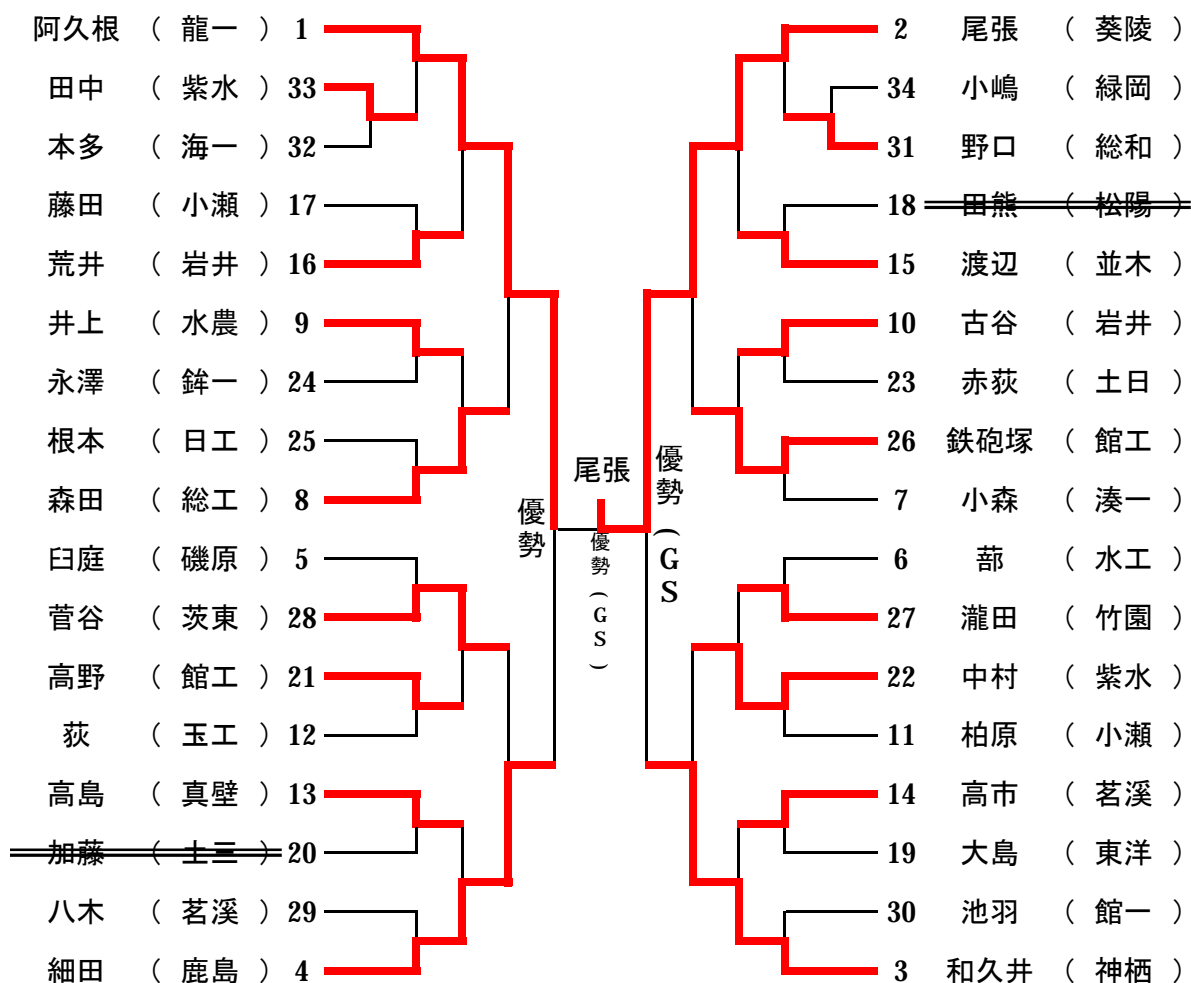 阿久根 （ 龍一 ） 1
田中 （ 紫水 ） 33
本多 （ 海一 ） 32
藤田 （ 小瀬 ） 17
荒井 （ 岩井 ） 16
井上 （ 水農 ） 9
永澤 （ 鉾一 ） 24
根本 （ 日工 ） 25
森田 （ 総工 ） 8
臼庭 （ 磯原 ） 5
菅谷 （ 茨東 ） 28
高野 （ 館工 ） 21
荻 （ 玉工 ） 12
高島 （ 真壁 ） 13
加藤 （ 土三 ） 20
八木 （ 茗溪 ） 29
細田 （ 鹿島 ） 4
優勢
尾張
優勢（GS）
優勢（GS
2 尾張 （ 葵陵 ）
34 小嶋 （ 緑岡 ）
31 野口 （ 総和 ）
18 田熊 （ 松陽 ）
15 渡辺 （ 並木 ）
10 古谷 （ 岩井 ）
23 赤荻 （ 土日 ）
26 鉄砲塚 （ 館工 ）
7 小森 （ 湊一 ）
6 蔀 （ 水工 ）
27 瀧田 （ 竹園 ）
22 中村 （ 紫水 ）
11 柏原 （ 小瀬 ）
14 高市 （ 茗溪 ）
19 大島 （ 東洋 ）
30 池羽 （ 館一 ）
3 和久井 （ 神栖 ）